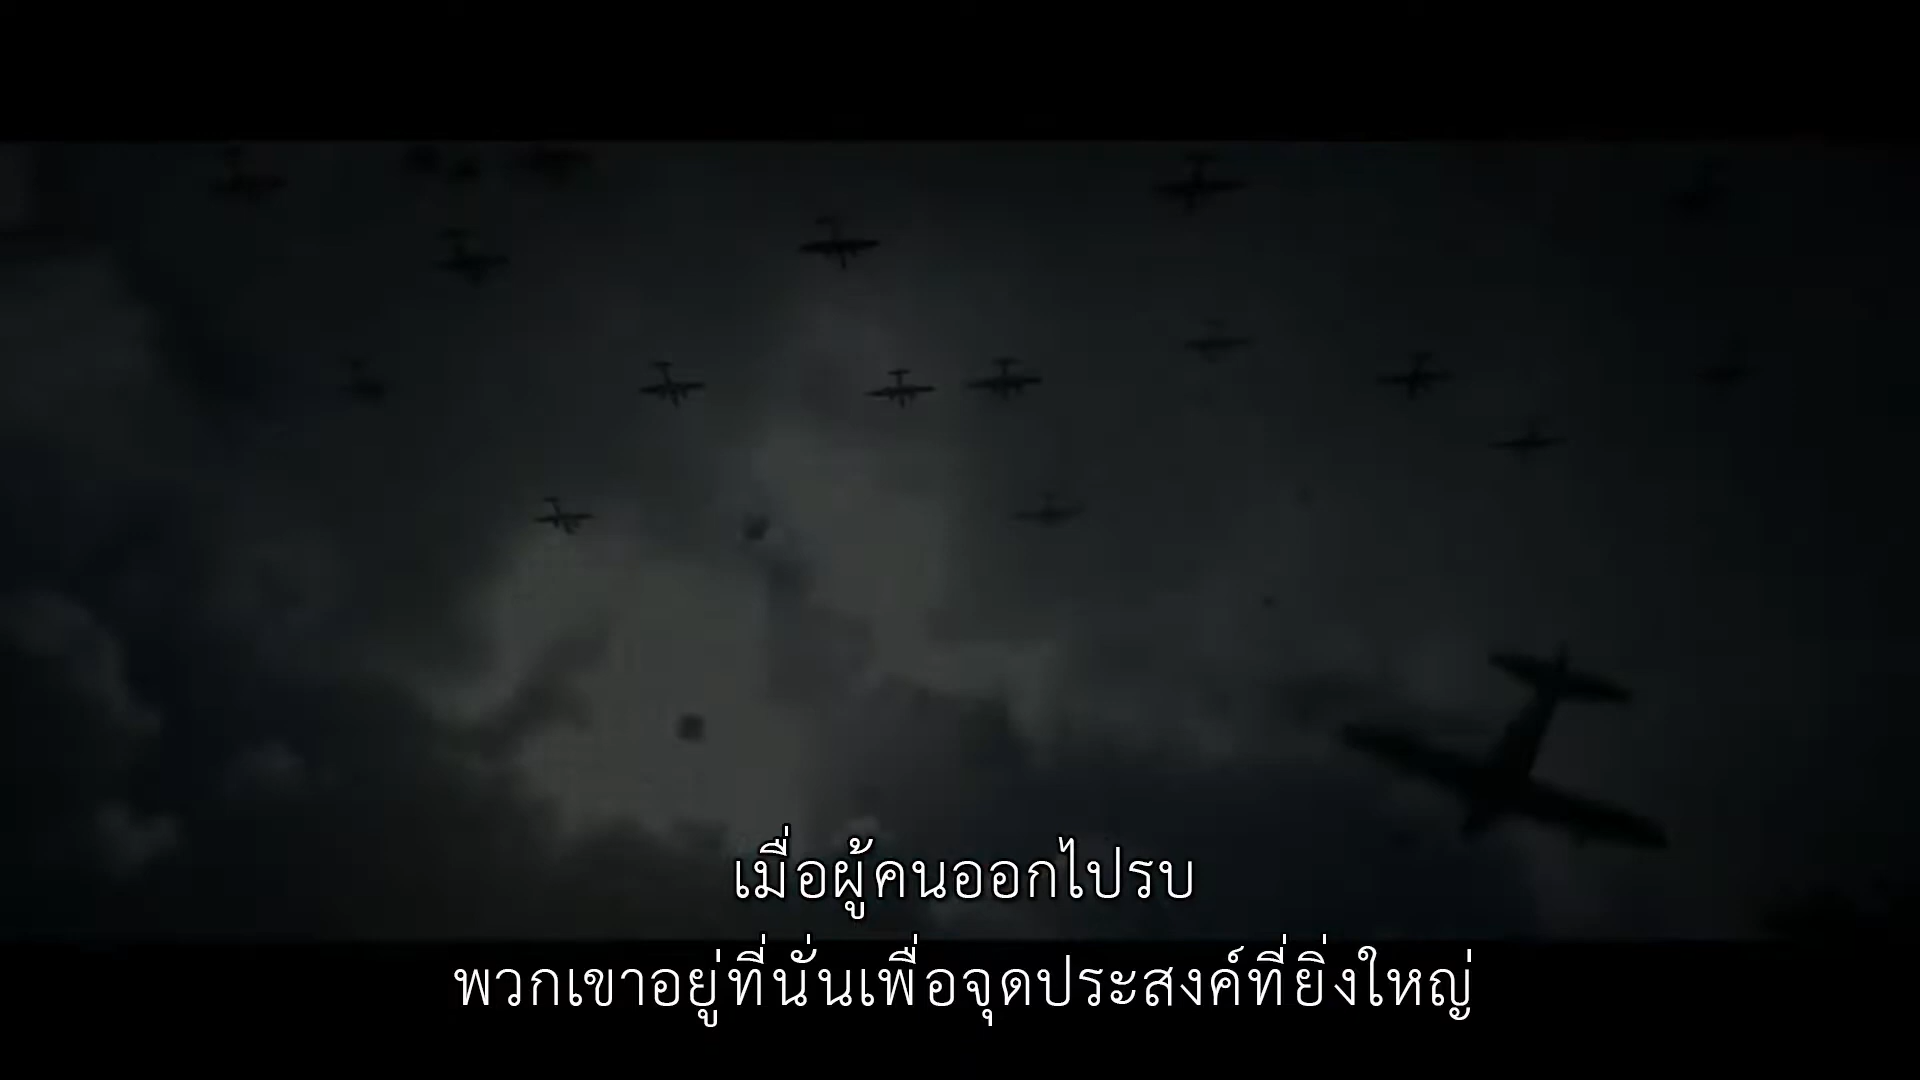 เมื่อผู้คนออกไปรบ
พวกเขาอยู่ที่นั่นเพื่อจุดประสงค์ที่ยิ่งใหญ่